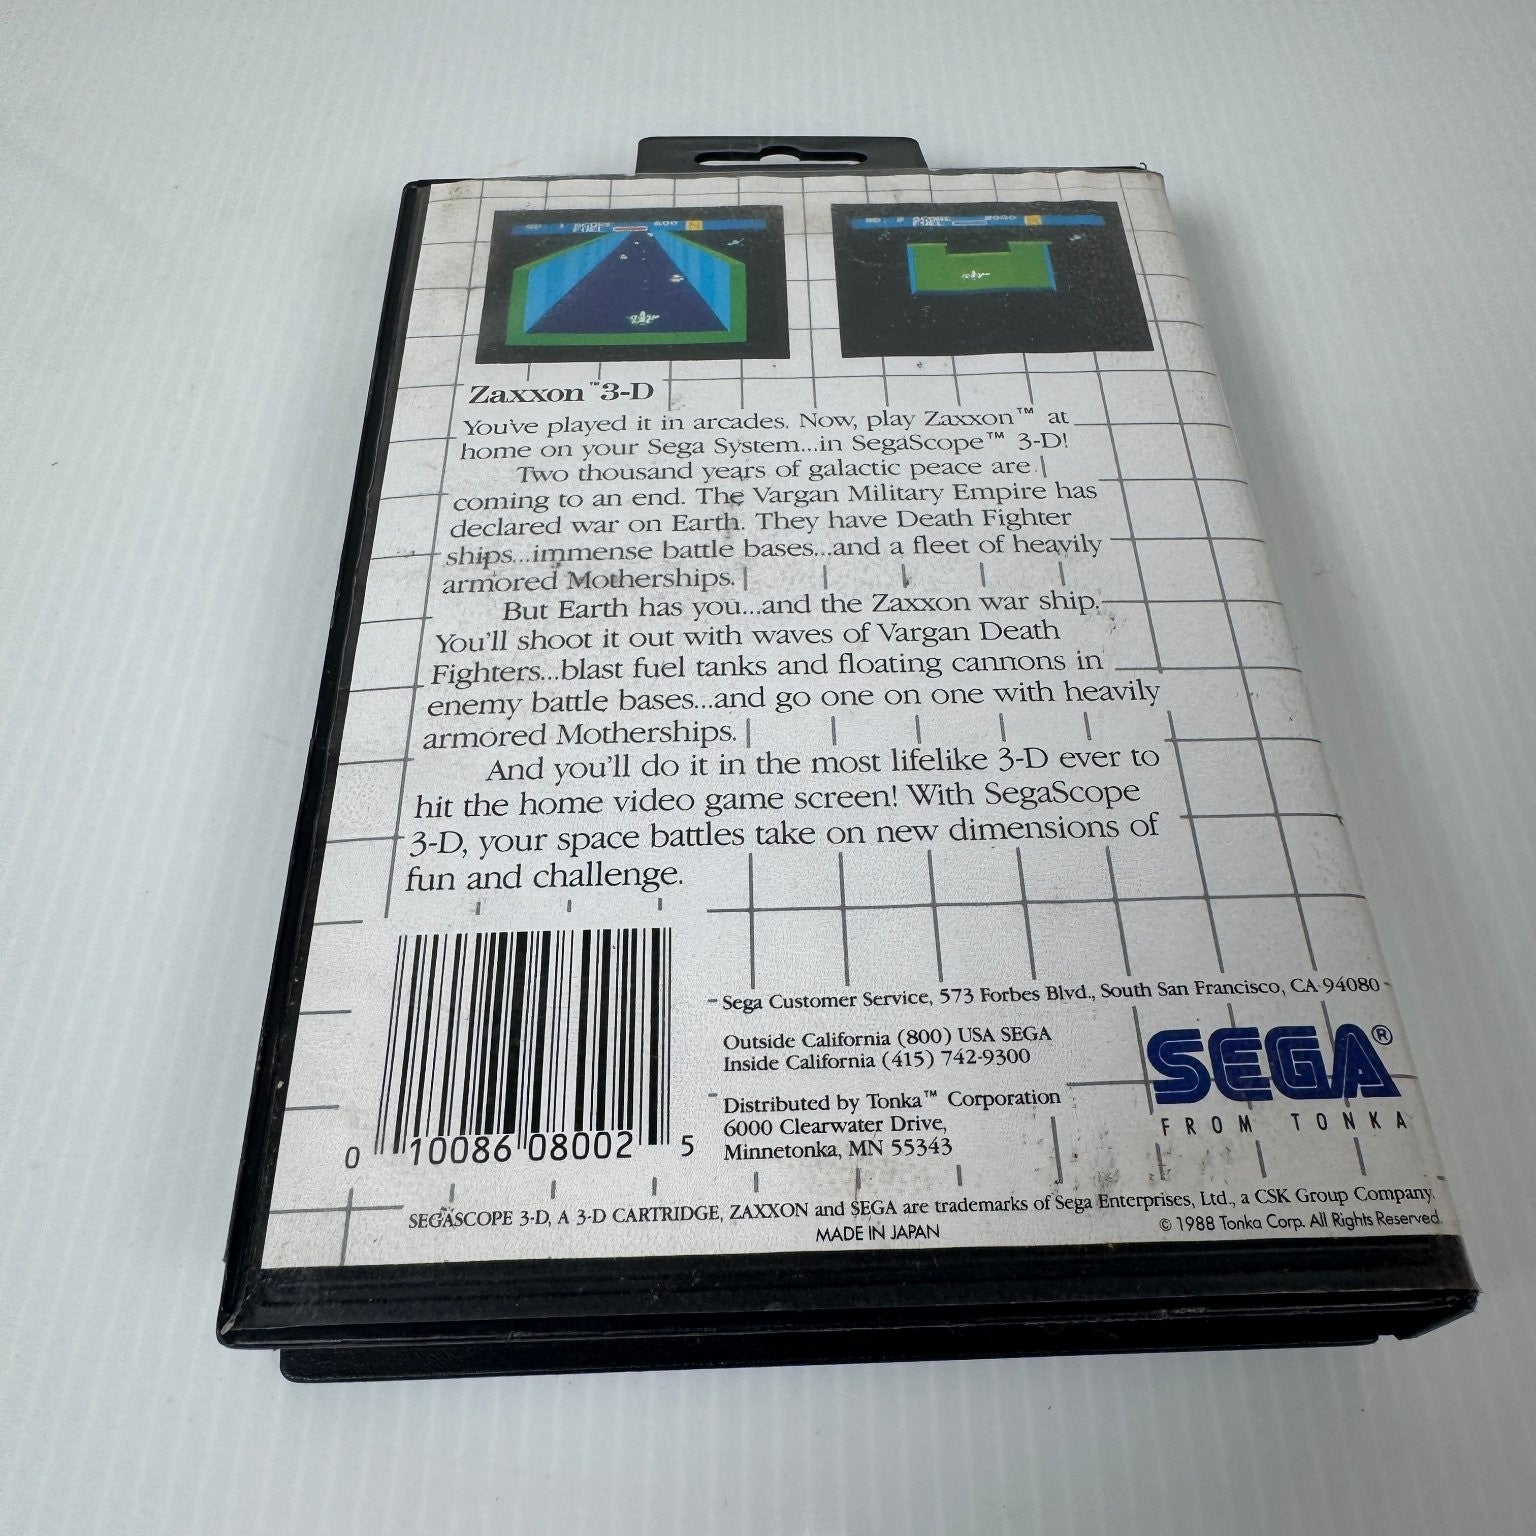 Zaxxon™ 3-D
You've played it in arcades. Now, play Zaxxon™ at
home on your Sega System...in SegaScope™ 3-D!
Two thousand years of galactic peace are
coming to an end. The Vargan Military Empire has
declared war on Earth. They have Death Fighter
ships...immense battle bases...and a fleet of heavily
armored Motherships.
But Earth has you...and the Zaxxon war ship.
You'll shoot it out with waves of Vargan Death
Fighters...blast fuel tanks and floating cannons in
enemy battle bases...and go one on one with heavily
armored Motherships.
And you'll do it in the most lifelike 3-D ever to
hit the home video game screen! With SegaScope
3-D, your space battles take on new dimensions of
fun and challenge.
0 10086 08002 5
Sega Customer Service, 573 Forbes Blvd., South San Francisco, CA 94080
Outside California (800) USA SEGA
Inside California (415) 742-9300
Distributed by Tonka™ Corporation
6000 Clearwater Drive,
Minnetonka, MN 55343
SEGA®
FROM TONKA
SEGASCOPE 3-D, A 3-D CARTRIDGE, ZAXXON and SEGA are trademarks of Sega Enterprises, Ltd., a CSK Group Company.
MADE IN JAPAN
© 1988 Tonka Corp. All Rights Reserved.